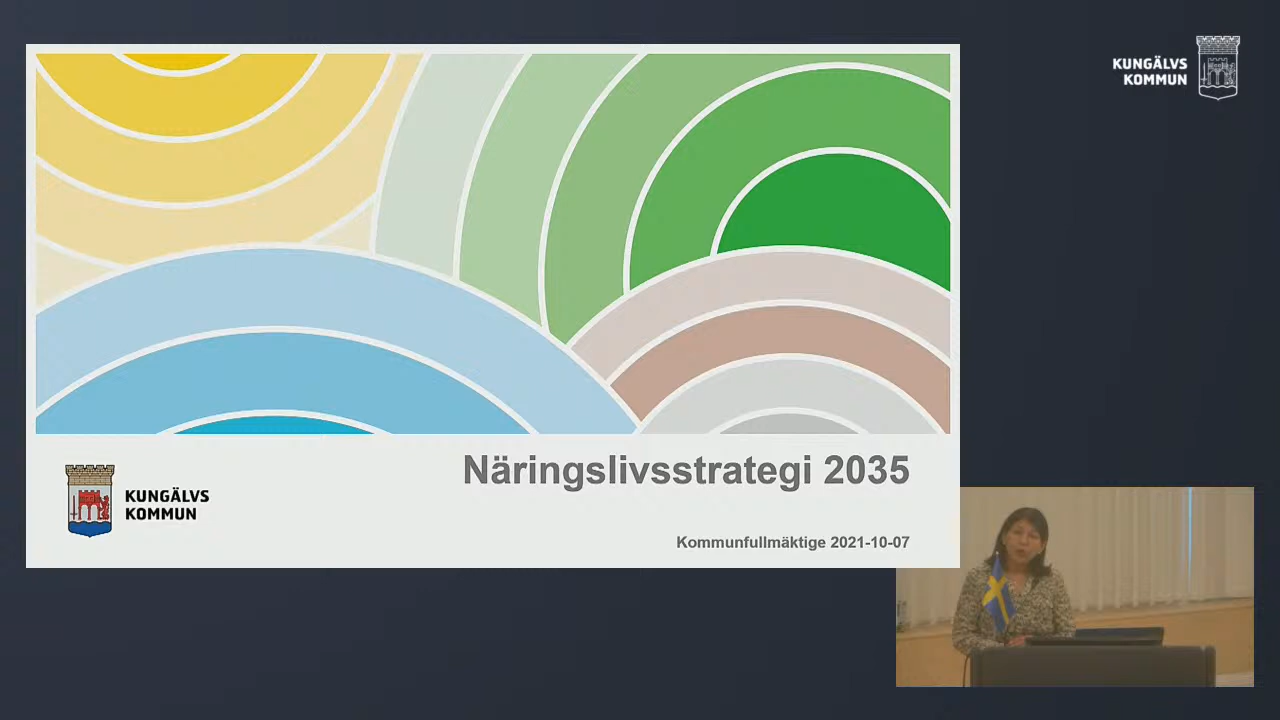 KUNGÄLVS
KOMMUN
Näringslivsstrategi 2035
KUNGÄLVS
KOMMUN
Kommunfullmäktige 2021-10-07